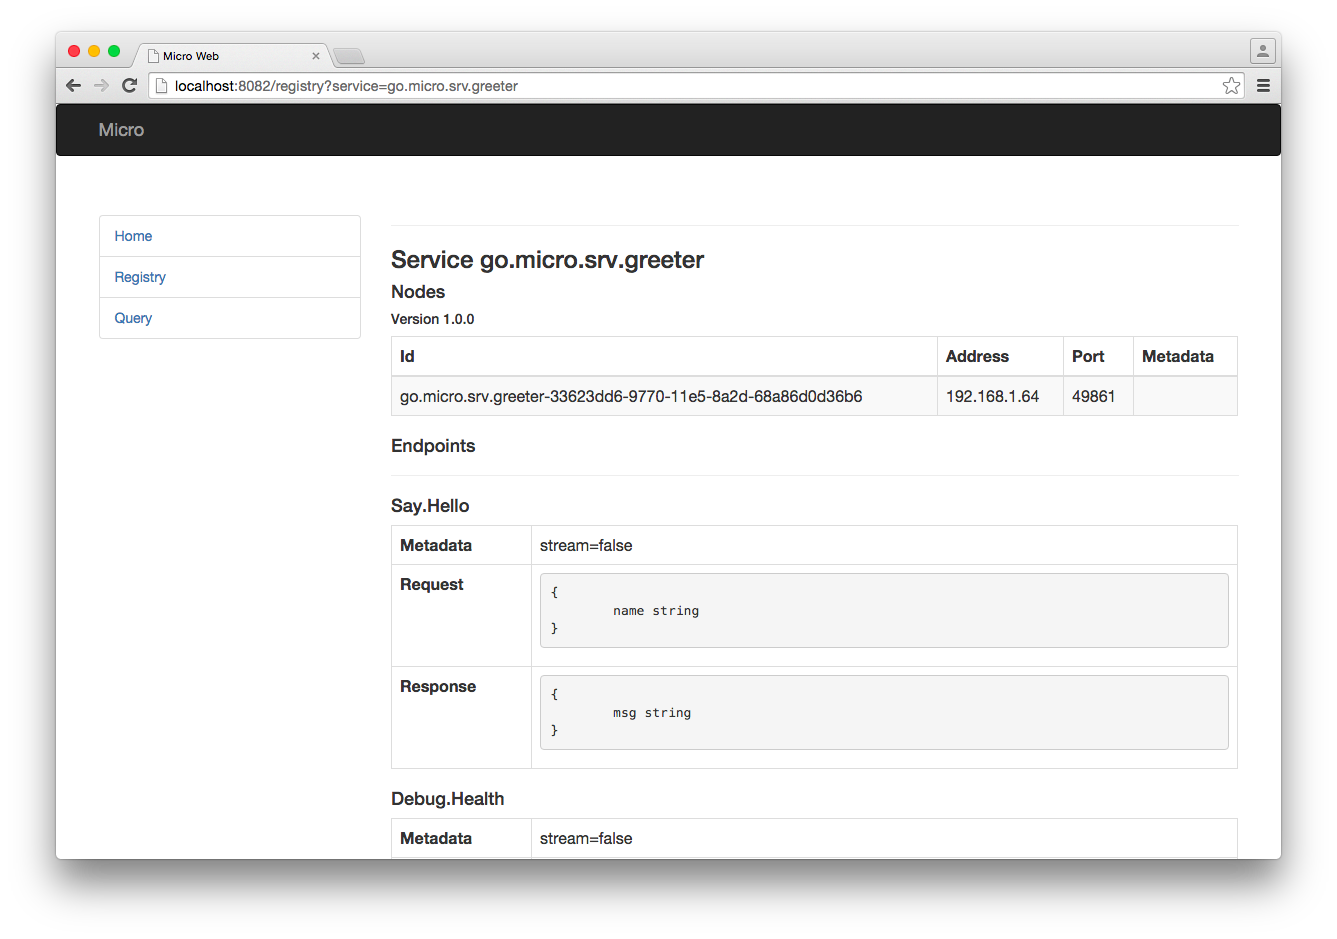 Micro Web
localhost:8082/registry?service=go.micro.srv.greeter
Micro
Home
Registry
Query
Service go.micro.srv.greeter
Nodes
Version 1.0.0
Id Address Port Metadata
go.micro.srv.greeter-33623dd6-9770-11e5-8a2d-68a86d0d36b6 192.168.1.64 49861
Endpoints
Say.Hello
Metadata stream=false
Request {
name string
}
Response {
msg string
}
Debug.Health
Metadata stream=false